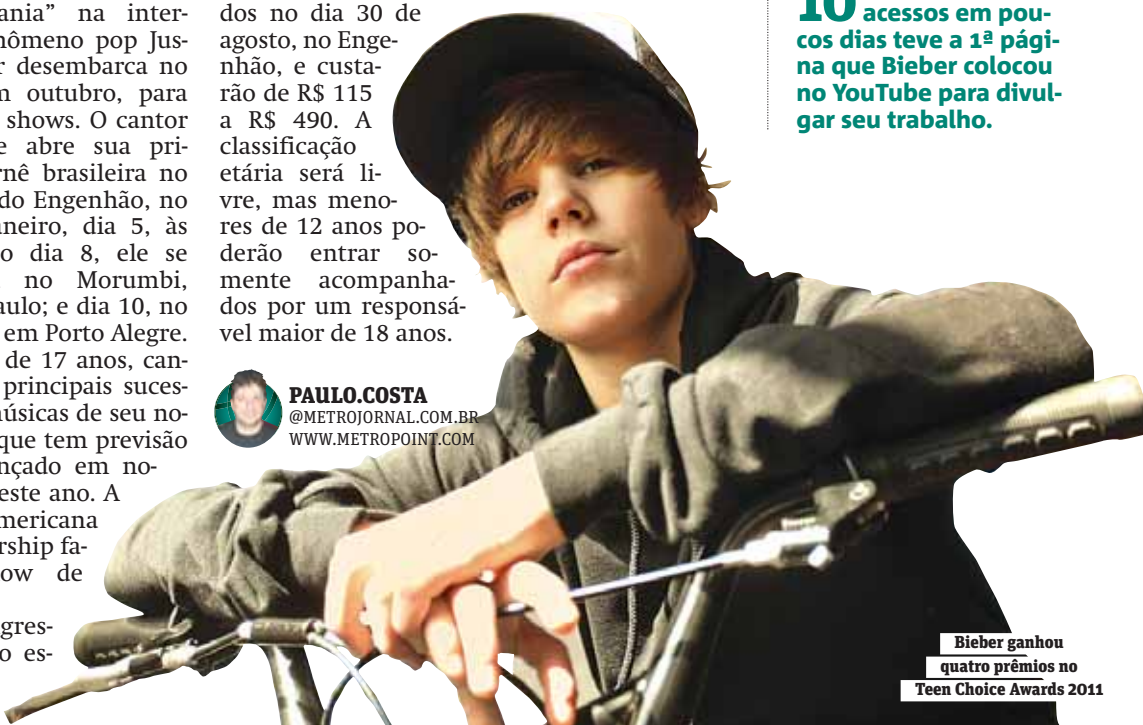 ania” na inter-
nômeno pop Jus-
r desembarca no
m outubro, para
shows. O cantor
e abre sua pri-
rnê brasileira no
do Engenhão, no
aneiro, dia 5, às
o dia 8, ele se
no Morumbi,
aulo; e dia 10, no
em Porto Alegre.
de 17 anos, can-
principais suces-
músicas de seu no-
que tem previsão
nçado em no-
este ano. A
mericana
rship fa-
ow de
gres-
o es-
dos no dia 30 de
agosto, no Enge-
nhão, e custa-
rão de R$ 115
a R$ 490. A
classificação
etária será li-
vre, mas meno-
res de 12 anos po-
derão entrar so-
mente acompanha-
dos por um responsá-
vel maior de 18 anos.
PAULO.COSTA
@METROJORNAL.COM.BR
WWW.METROPOINT.COM
10 acessos em pou-
cos dias teve a 1ª pági-
na que Bieber colocou
no YouTube para divul-
gar seu trabalho.
Bieber ganhou
quatro prêmios no
Teen Choice Awards 2011